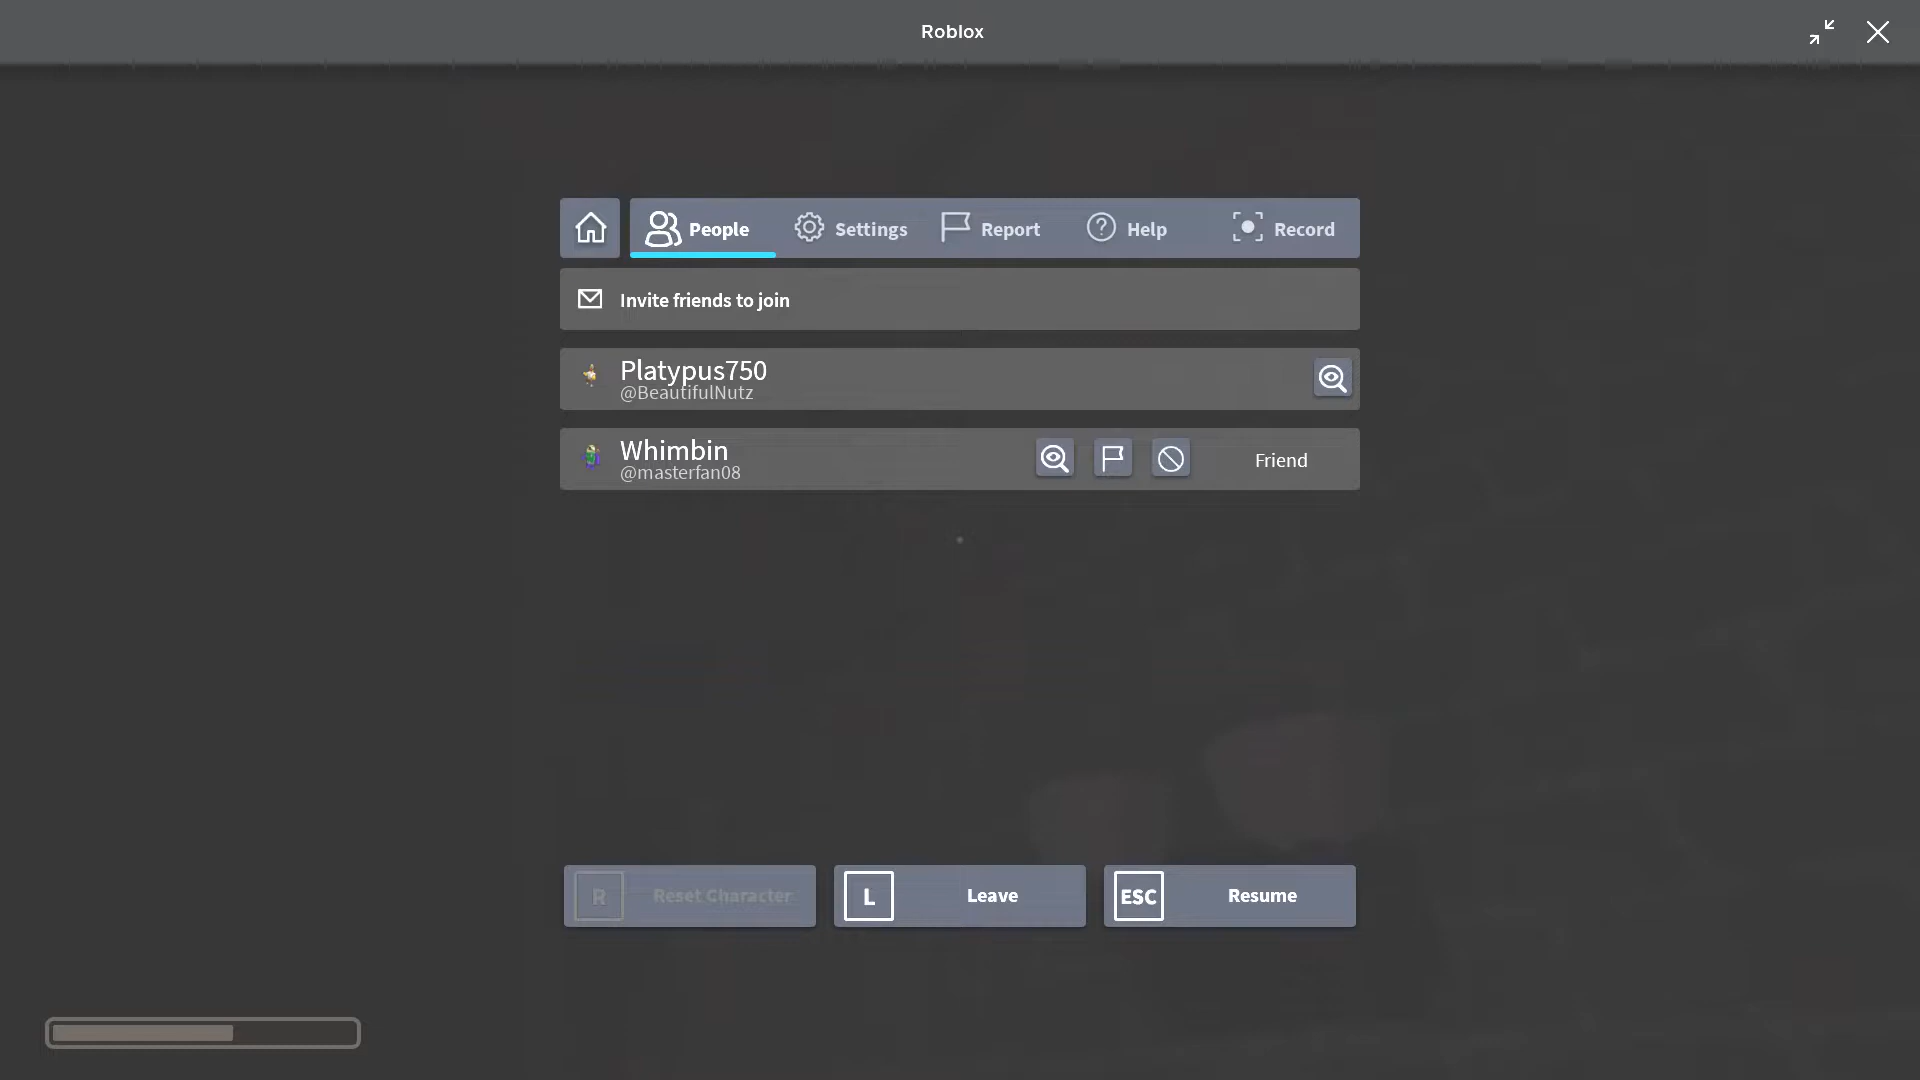 Roblox
People
Settings
Report
Help
Record
Invite friends to join
Platypus750
@BeautifulNutz
Whimbin
@masterfan08
Friend
R
Reset Character
L
Leave
ESC
Resume